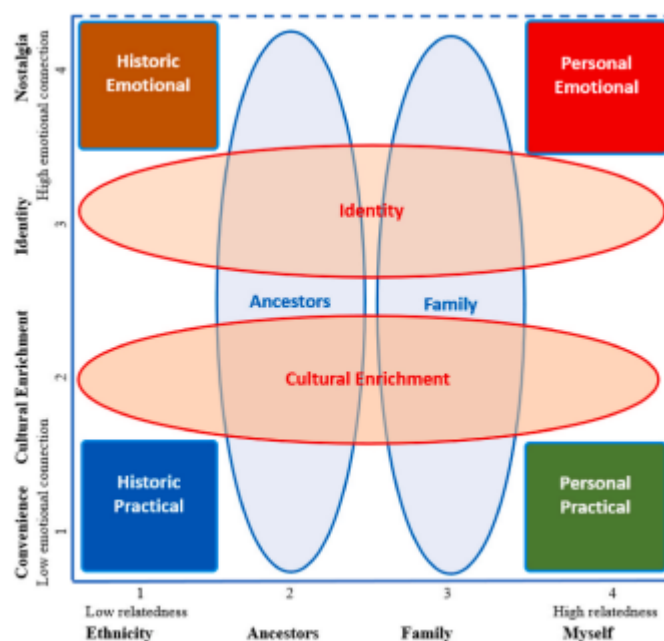 Nostalgia
High emotional connection
4
Identity
3
Cultural Enrichment
2
Convenience
Low emotional connection
1
Historic
Emotional
Personal
Emotional
Identity
Ancestors
Family
Cultural Enrichment
Historic
Practical
Personal
Practical
1
2
3
4
Low relatedness
High relatedness
Ethnicity
Ancestors
Family
Myself